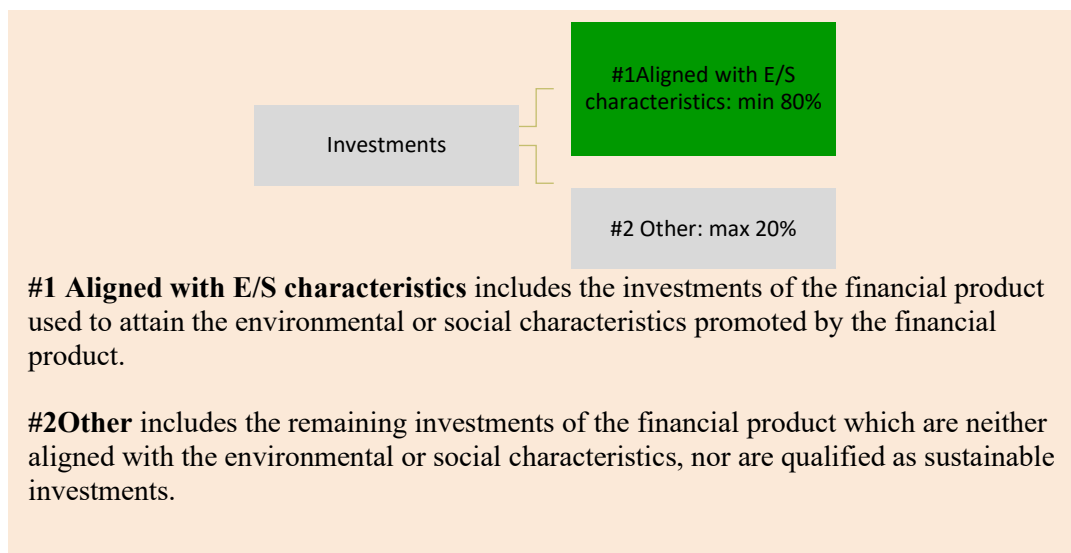 #1Aligned with E/S
characteristics: min 80%
Investments
#2 Other: max 20%
#1 Aligned with E/S characteristics includes the investments of the financial product
used to attain the environmental or social characteristics promoted by the financial
product.
#2Other includes the remaining investments of the financial product which are neither
aligned with the environmental or social characteristics, nor are qualified as sustainable
investments.